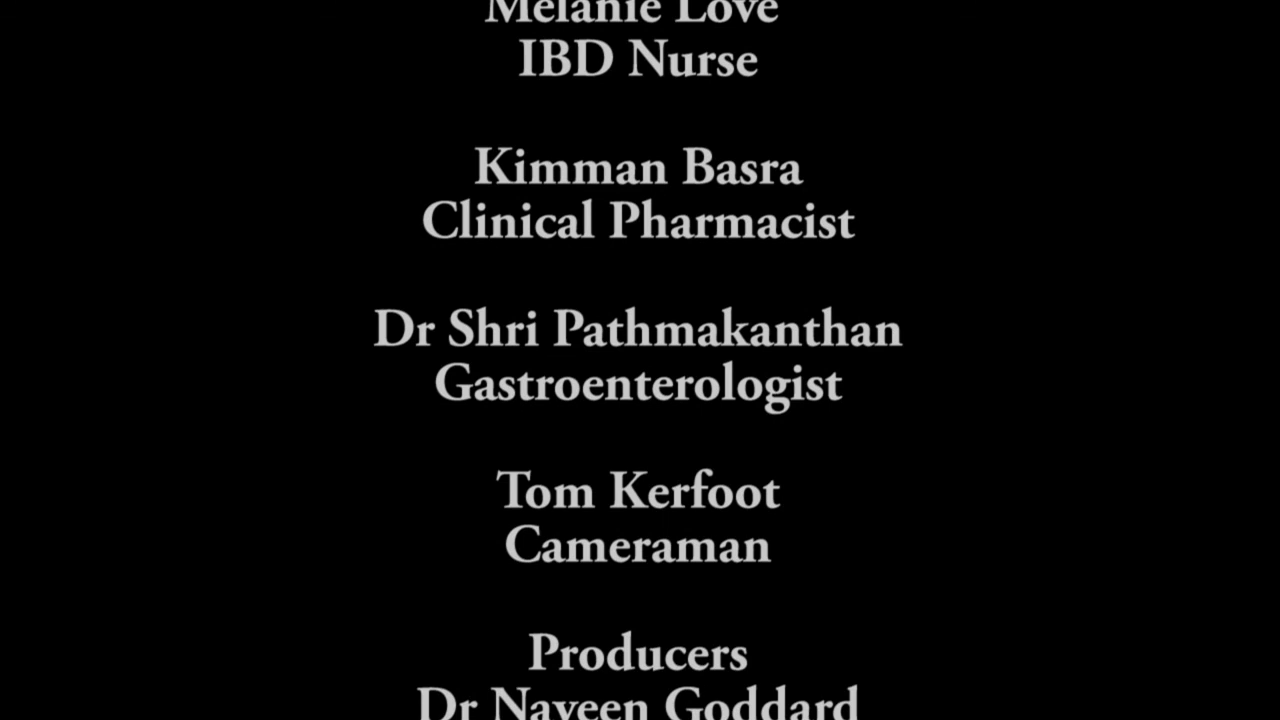 Melanie Love
IBD Nurse
Kimman Basra
Clinical Pharmacist
Dr Shri Pathmakanthan
Gastroenterologist
Tom Kerfoot
Cameraman
Producers
Dr Naveen Goddard